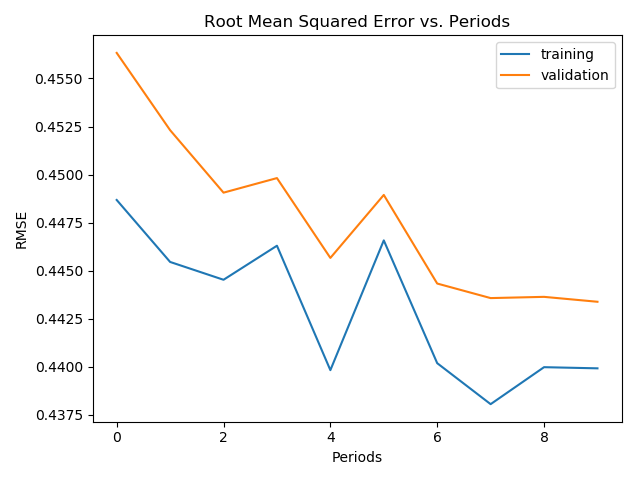 Root Mean Squared Error vs. Periods
training
validation
0.4550
0.4525
0.4500
0.4475
0.4450
0.4425
0.4400
0.4375
RMSE
0 2 4 6 8
Periods